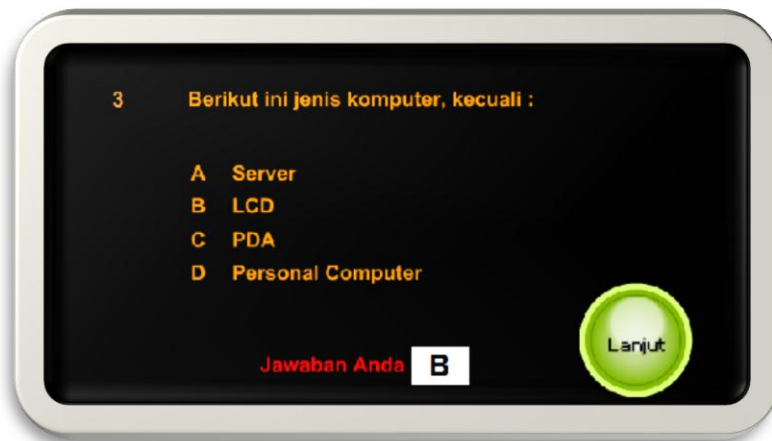 3 Berikut ini jenis komputer, kecuali :
A Server
B LCD
C PDA
D Personal Computer
Lanjut
Jawaban Anda B